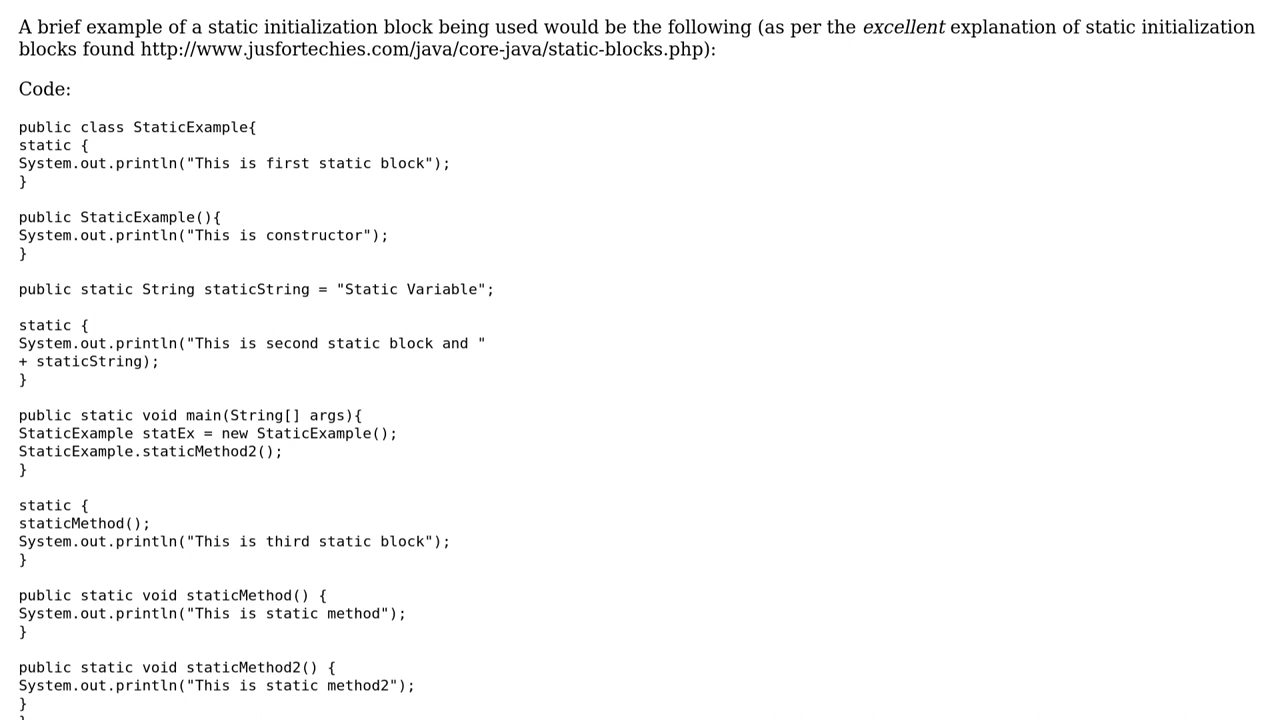 A brief example of a static initialization block being used would be the following (as per the excellent explanation of static initialization
blocks found http://www.jusfortechies.com/java/core-java/static-blocks.php):
Code:
public class StaticExample{
static {
System.out.println("This is first static block");
}
public StaticExample(){
System.out.println("This is constructor");
}
public static String staticString = "Static Variable";
static {
System.out.println("This is second static block and "
+ staticString);
}
public static void main(String[] args){
StaticExample statEx = new StaticExample();
StaticExample.staticMethod2();
}
static {
staticMethod();
System.out.println("This is third static block");
}
public static void staticMethod() {
System.out.println("This is static method");
}
public static void staticMethod2() {
System.out.println("This is static method2");
}
}